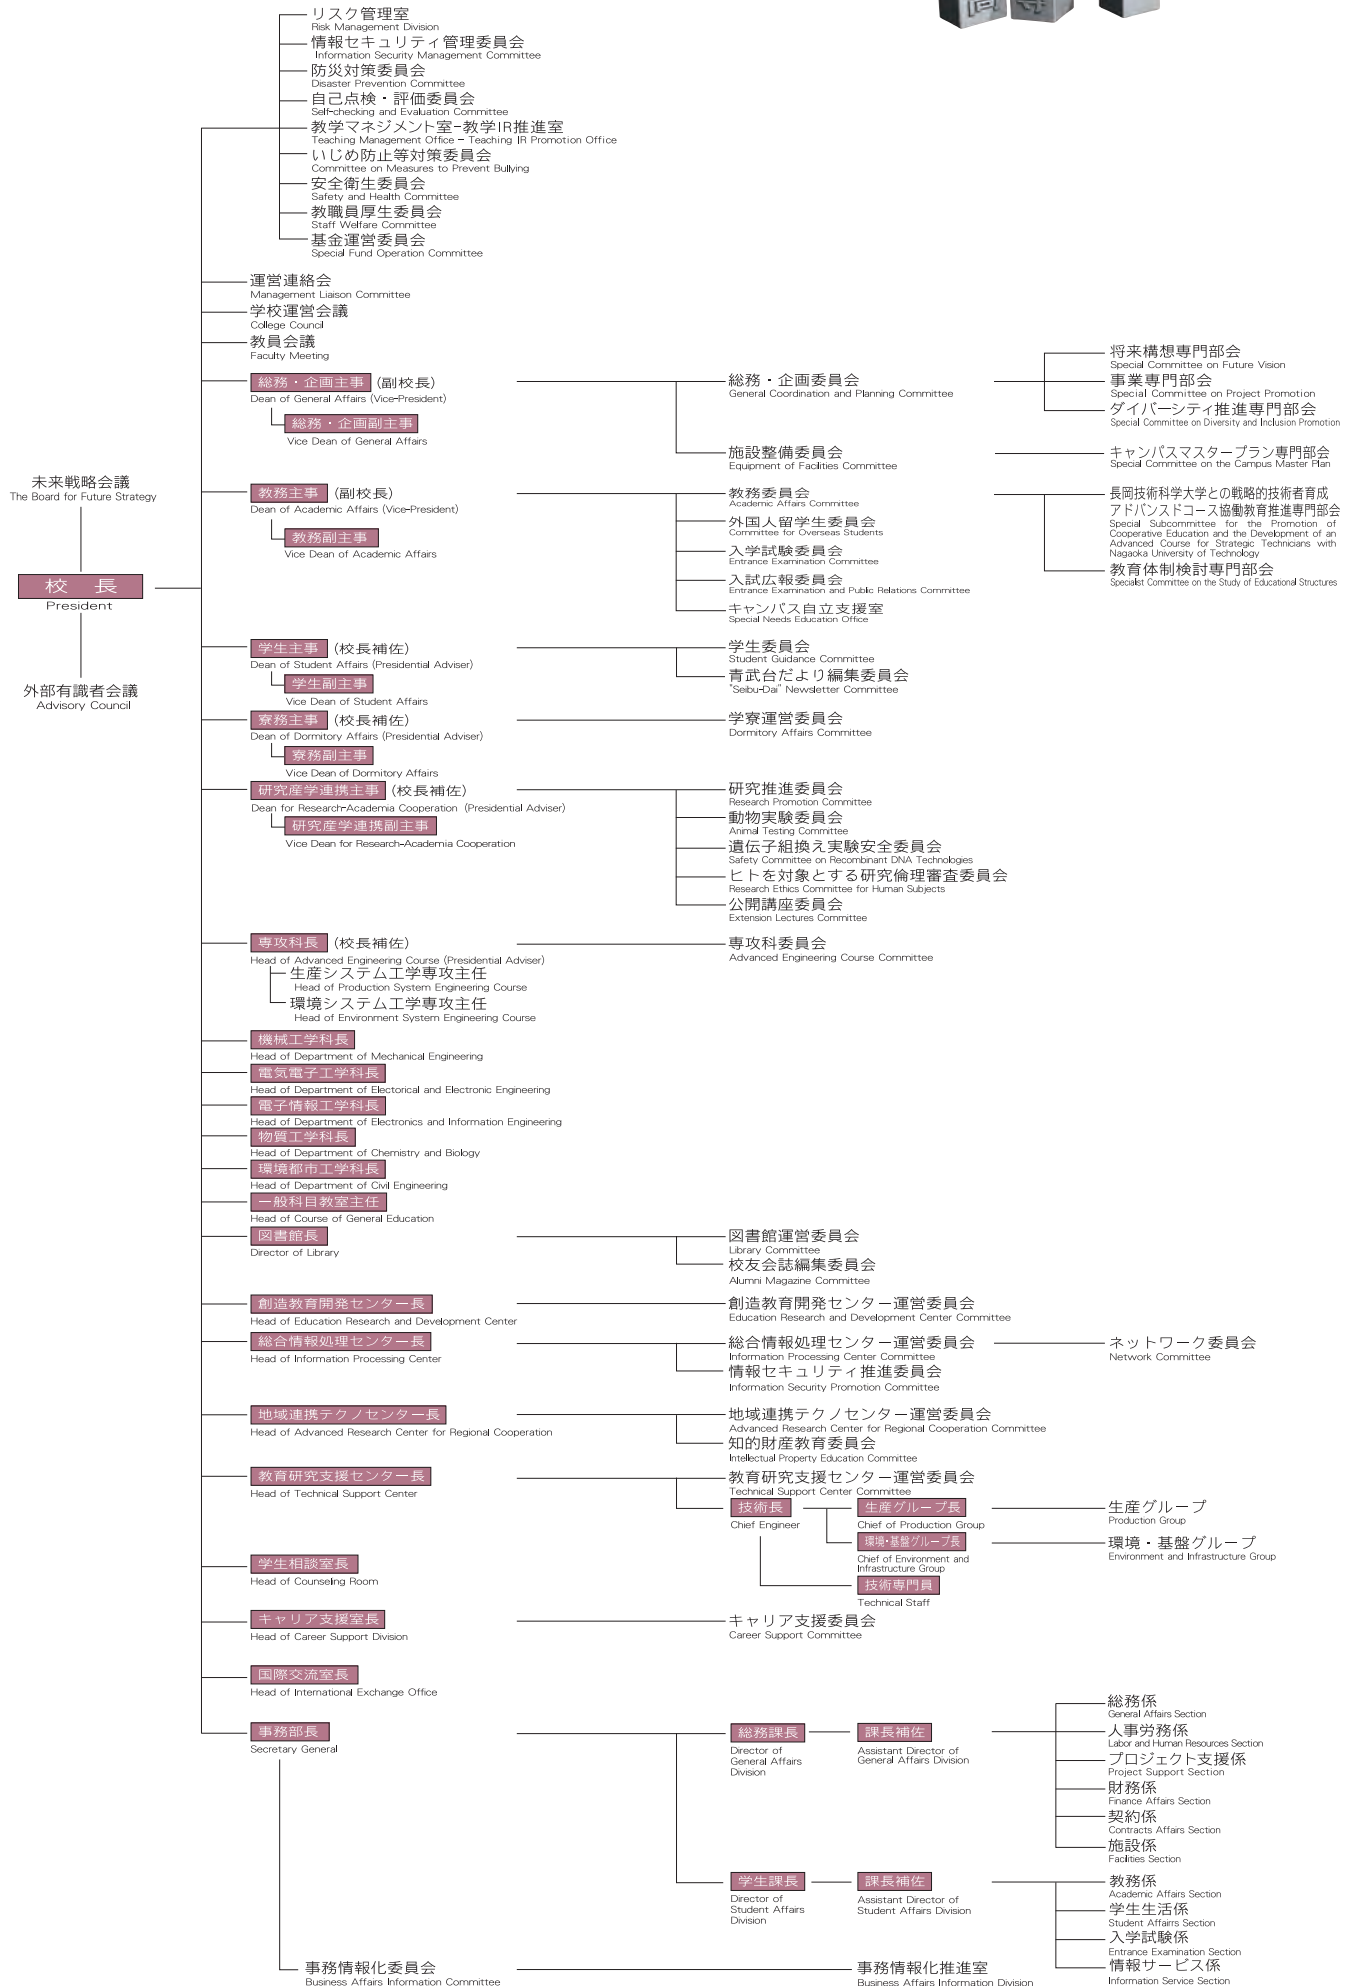 高専
リスク管理室
Risk Management Division
情報セキュリティ管理委員会
Information Security Management Committee
防災対策委員会
Disaster Prevention Committee
自己点検・評価委員会
Self-checking and Evaluation Committee
教学マネジメント室-教学IR推進室
Teaching Management Office - Teaching IR Promotion Office
いじめ防止等対策委員会
Committee on Measures to Prevent Bullying
安全衛生委員会
Safety and Health Committee
教職員厚生委員会
Staff Welfare Committee
基金運営委員会
Special Fund Operation Committee
運営連絡会
Management Liaison Committee
学校運営会議
College Council
教員会議
Faculty Meeting
総務・企画主事 (副校長)
Dean of General Affairs (Vice-President)
総務・企画副主事
Vice Dean of General Affairs
総務・企画委員会
General Coordination and Planning Committee
将来構想専門部会
Special Committee on Future Vision
事業専門部会
Special Committee on Project Promotion
ダイバーシティ推進専門部会
Special Committee on Diversity and Inclusion Promotion
施設整備委員会
Equipment of Facilities Committee
キャンパスマスタープラン専門部会
Special Committee on the Campus Master Plan
未来戦略会議
The Board for Future Strategy
校 長
President
外部有識者会議
Advisory Council
教務主事 (副校長)
Dean of Academic Affairs (Vice-President)
教務副主事
Vice Dean of Academic Affairs
教務委員会
Academic Affairs Committee
外国人留学生委員会
Committee for Overseas Students
入学試験委員会
Entrance Examination Committee
入試広報委員会
Entrance Examination and Public Relations Committee
キャンパス自立支援室
Special Needs Education Office
長岡技術科学大学との戦略的技術者育成
アドバンスドコース協働教育推進専門部会
Special Subcommittee for the Promotion of
Cooperative Education and the Development of an
Advanced Course for Strategic Technicians with
Nagaoka University of Technology
教育体制検討専門部会
Specialist Committee on the Study of Educational Structures
学生主事 (校長補佐)
Dean of Student Affairs (Presidential Adviser)
学生副主事
Vice Dean of Student Affairs
学生委員会
Student Guidance Committee
青武台だより編集委員会
"Seibu-Dai" Newsletter Committee
寮務主事 (校長補佐)
Dean of Dormitory Affairs (Presidential Adviser)
寮務副主事
Vice Dean of Dormitory Affairs
学寮運営委員会
Dormitory Affairs Committee
研究産学連携主事 (校長補佐)
Dean for Research-Academia Cooperation (Presidential Adviser)
研究産学連携副主事
Vice Dean for Research-Academia Cooperation
研究推進委員会
Research Promotion Committee
動物実験委員会
Animal Testing Committee
遺伝子組換え実験安全委員会
Safety Committee on Recombinant DNA Technologies
ヒトを対象とする研究倫理審査委員会
Research Ethics Committee for Human Subjects
公開講座委員会
Extension Lectures Committee
専攻科長 (校長補佐)
Head of Advanced Engineering Course (Presidential Adviser)
生産システム工学専攻主任
Head of Production System Engineering Course
環境システム工学専攻主任
Head of Environment System Engineering Course
専攻科委員会
Advanced Engineering Course Committee
機械工学科長
Head of Department of Mechanical Engineering
電気電子工学科長
Head of Department of Electorical and Electronic Engineering
電子情報工学科長
Head of Department of Electronics and Information Engineering
物質工学科長
Head of Department of Chemistry and Biology
環境都市工学科長
Head of Department of Civil Engineering
一般科目教室主任
Head of Course of General Education
図書館長
Director of Library
図書館運営委員会
Library Committee
校友会誌編集委員会
Alumni Magazine Committee
創造教育開発センター長
Head of Education Research and Development Center
創造教育開発センター運営委員会
Education Research and Development Center Committee
総合情報処理センター長
Head of Information Processing Center
総合情報処理センター運営委員会
Information Processing Center Committee
情報セキュリティ推進委員会
Information Security Promotion Committee
ネットワーク委員会
Network Committee
地域連携テクノセンター長
Head of Advanced Research Center for Regional Cooperation
地域連携テクノセンター運営委員会
Advanced Research Center for Regional Cooperation Committee
知的財産教育委員会
Intellectual Property Education Committee
教育研究支援センター長
Head of Technical Support Center
教育研究支援センター運営委員会
Technical Support Center Committee
技術長
Chief Engineer
生産グループ長
Chief of Production Group
生産グループ
Production Group
環境・基盤グループ長
Chief of Environment and
Infrastructure Group
環境・基盤グループ
Environment and Infrastructure Group
技術専門員
Technical Staff
学生相談室長
Head of Counseling Room
キャリア支援室長
Head of Career Support Division
キャリア支援委員会
Career Support Committee
国際交流室長
Head of International Exchange Office
事務部長
Secretary General
総務課長
Director of
General Affairs
Division
課長補佐
Assistant Director of
General Affairs Division
総務係
General Affairs Section
人事労務係
Labor and Human Resources Section
プロジェクト支援係
Project Support Section
財務係
Finance Affairs Section
契約係
Contracts Affairs Section
施設係
Facilities Section
学生課長
Director of
Student Affairs
Division
課長補佐
Assistant Director of
Student Affairs Division
教務係
Academic Affairs Section
学生生活係
Student Affairrs Section
入学試験係
Entrance Examination Section
情報サービス係
Information Service Section
事務情報化委員会
Business Affairs Information Committee
事務情報化推進室
Business Affairs Information Division